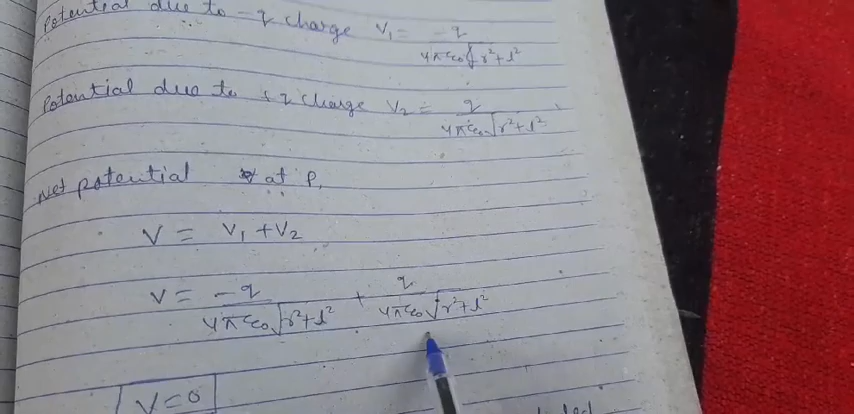 Potential due to -q charge V₁ = -q / 4πε₀√r²+l²
Potential due to +q charge V₂ = q / 4πε₀√r²+l²
Net potential at P,
V = V₁ + V₂
V = -q / 4πε₀√r²+l² + q / 4πε₀√r²+l²
V = 0